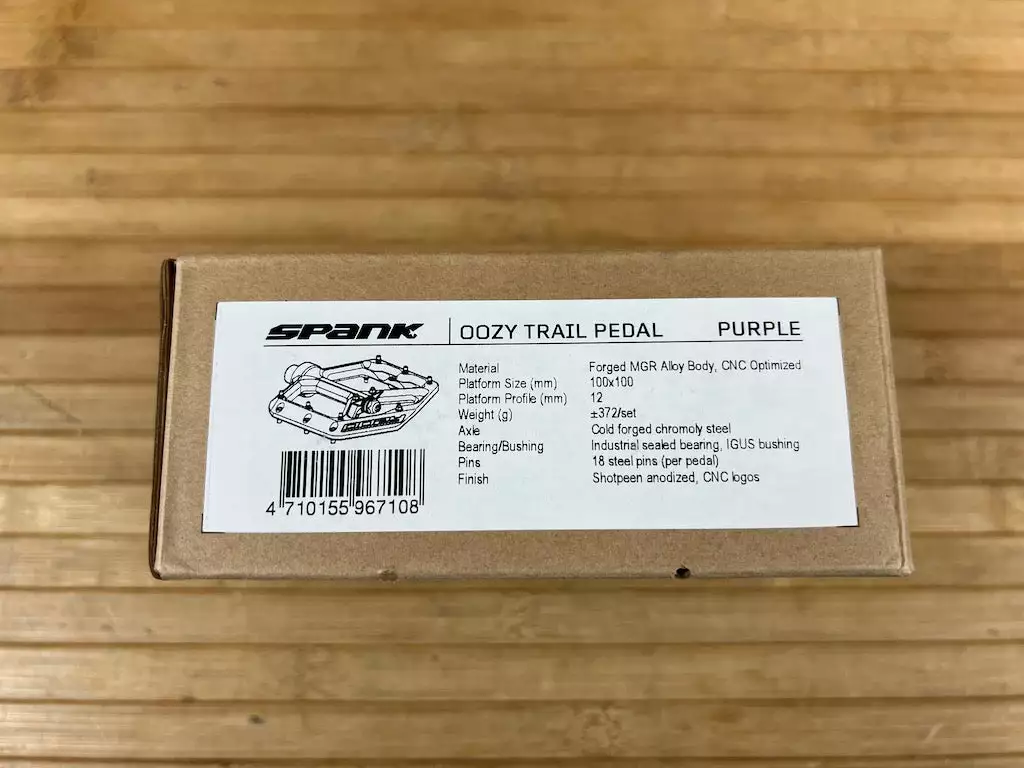 SPANK OOZY TRAIL PEDAL PURPLE
Material Forged MGR Alloy Body, CNC Optimized
Platform Size (mm) 100x100
Platform Profile (mm) 12
Weight (g) ±372/set
Axle Cold forged chromoly steel
Bearing/Bushing Industrial sealed bearing, IGUS bushing
Pins 18 steel pins (per pedal)
Finish Shotpeen anodized, CNC logos
4 710155 967108